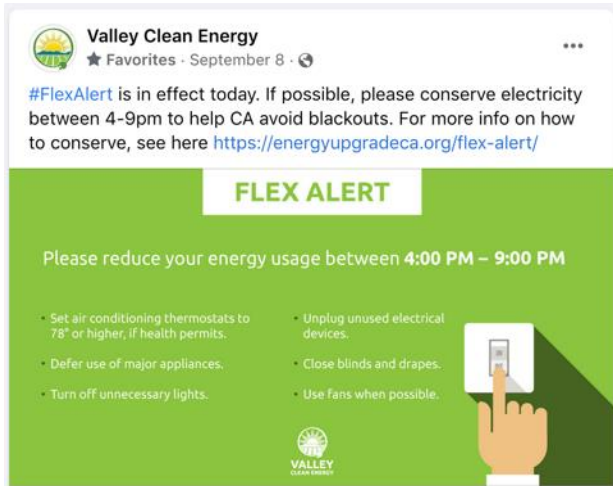 Valley Clean Energy
Favorites · September 8 ·
#FlexAlert is in effect today. If possible, please conserve electricity
between 4-9pm to help CA avoid blackouts. For more info on how
to conserve, see here https://energyupgradeca.org/flex-alert/
FLEX ALERT
Please reduce your energy usage between 4:00 PM – 9:00 PM
• Set air conditioning thermostats to
78° or higher, if health permits.
• Defer use of major appliances.
• Turn off unnecessary lights.
• Unplug unused electrical
devices.
• Close blinds and drapes.
• Use fans when possible.
VALLEY
CLEAN ENERGY